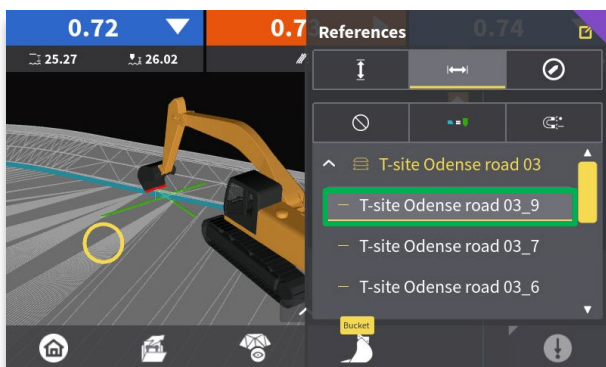 0.72
0.73
0.74
25.27
26.02
References
T-site Odense road 03
T-site Odense road 03_9
T-site Odense road 03_7
T-site Odense road 03_6
Bucket